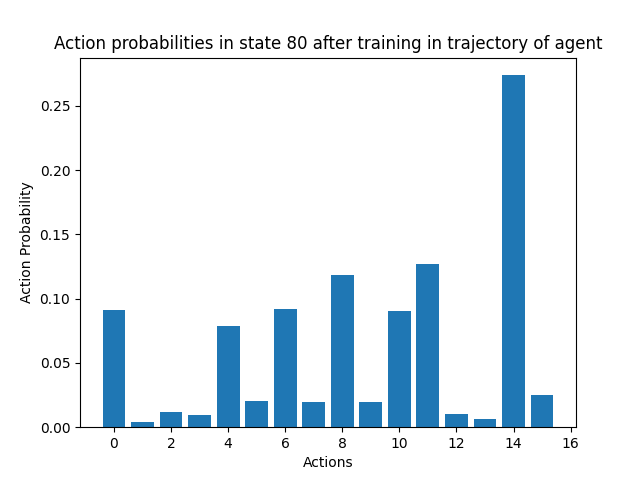 Action probabilities in state 80 after training in trajectory of agent
Action Probability
0.25
0.20
0.15
0.10
0.05
0.00
0 2 4 6 8 10 12 14 16
Actions